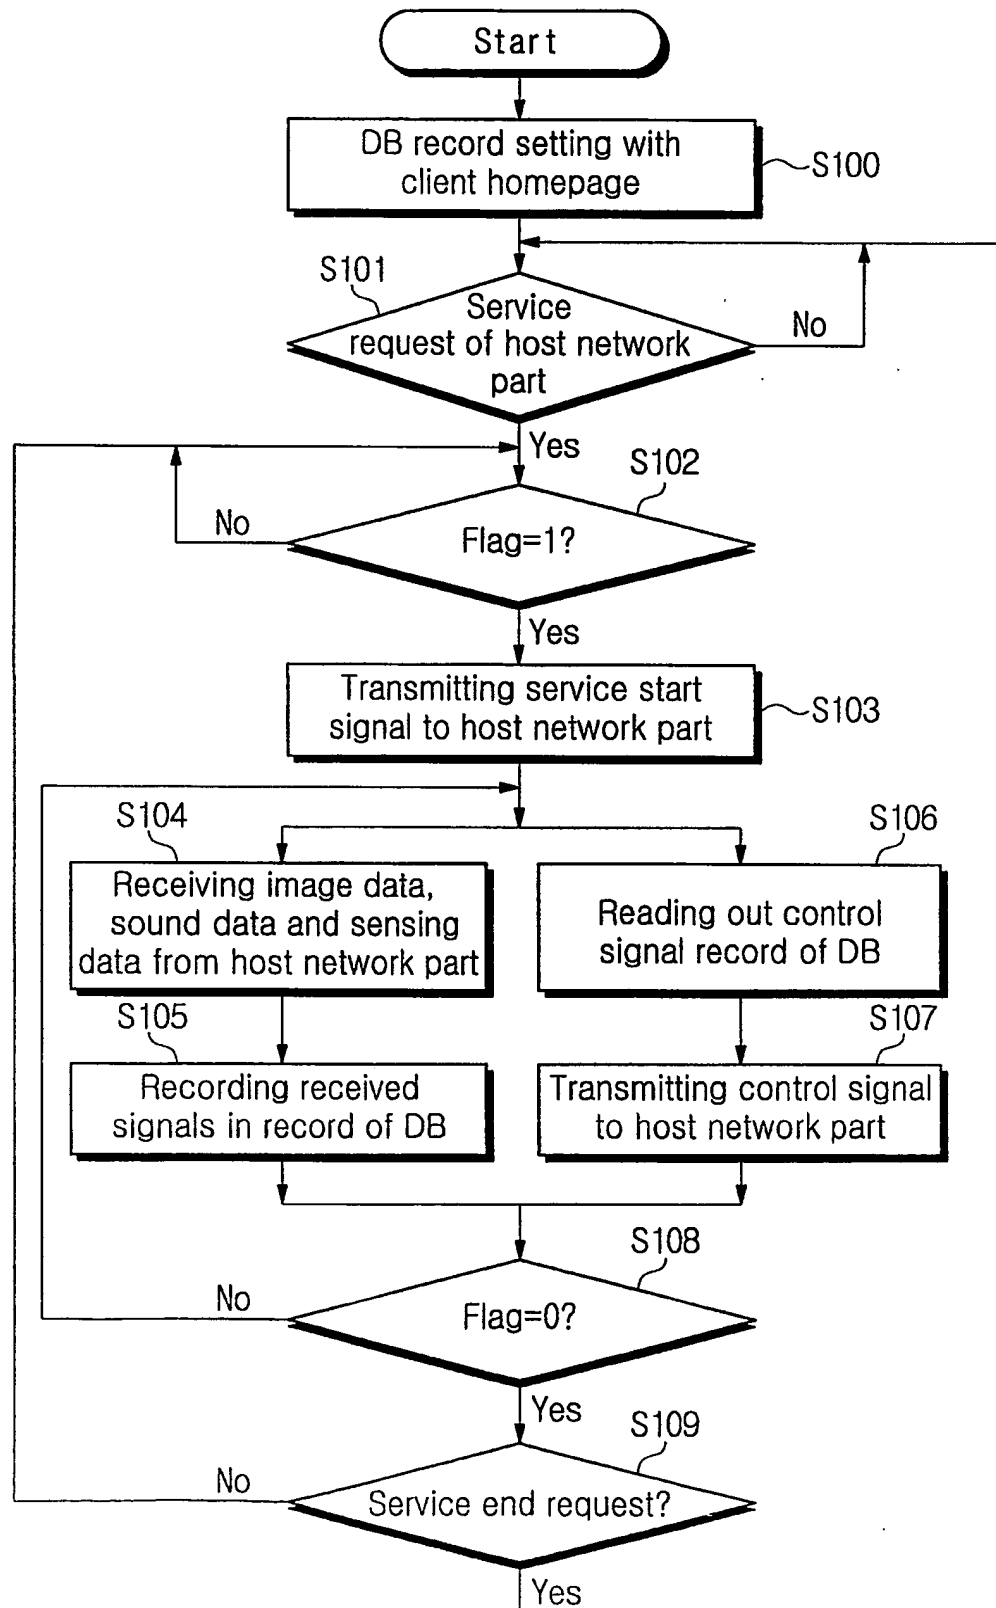 Start
DB record setting with
client homepage
S100
S101
Service
request of host network
part
No
Yes
S102
No
Flag=1?
Yes
Transmitting service start
signal to host network part
S103
S104
Receiving image data,
sound data and sensing
data from host network part
S106
Reading out control
signal record of DB
S105
Recording received
signals in record of DB
S107
Transmitting control signal
to host network part
S108
No
Flag=0?
Yes
S109
No
Service end request?
Yes